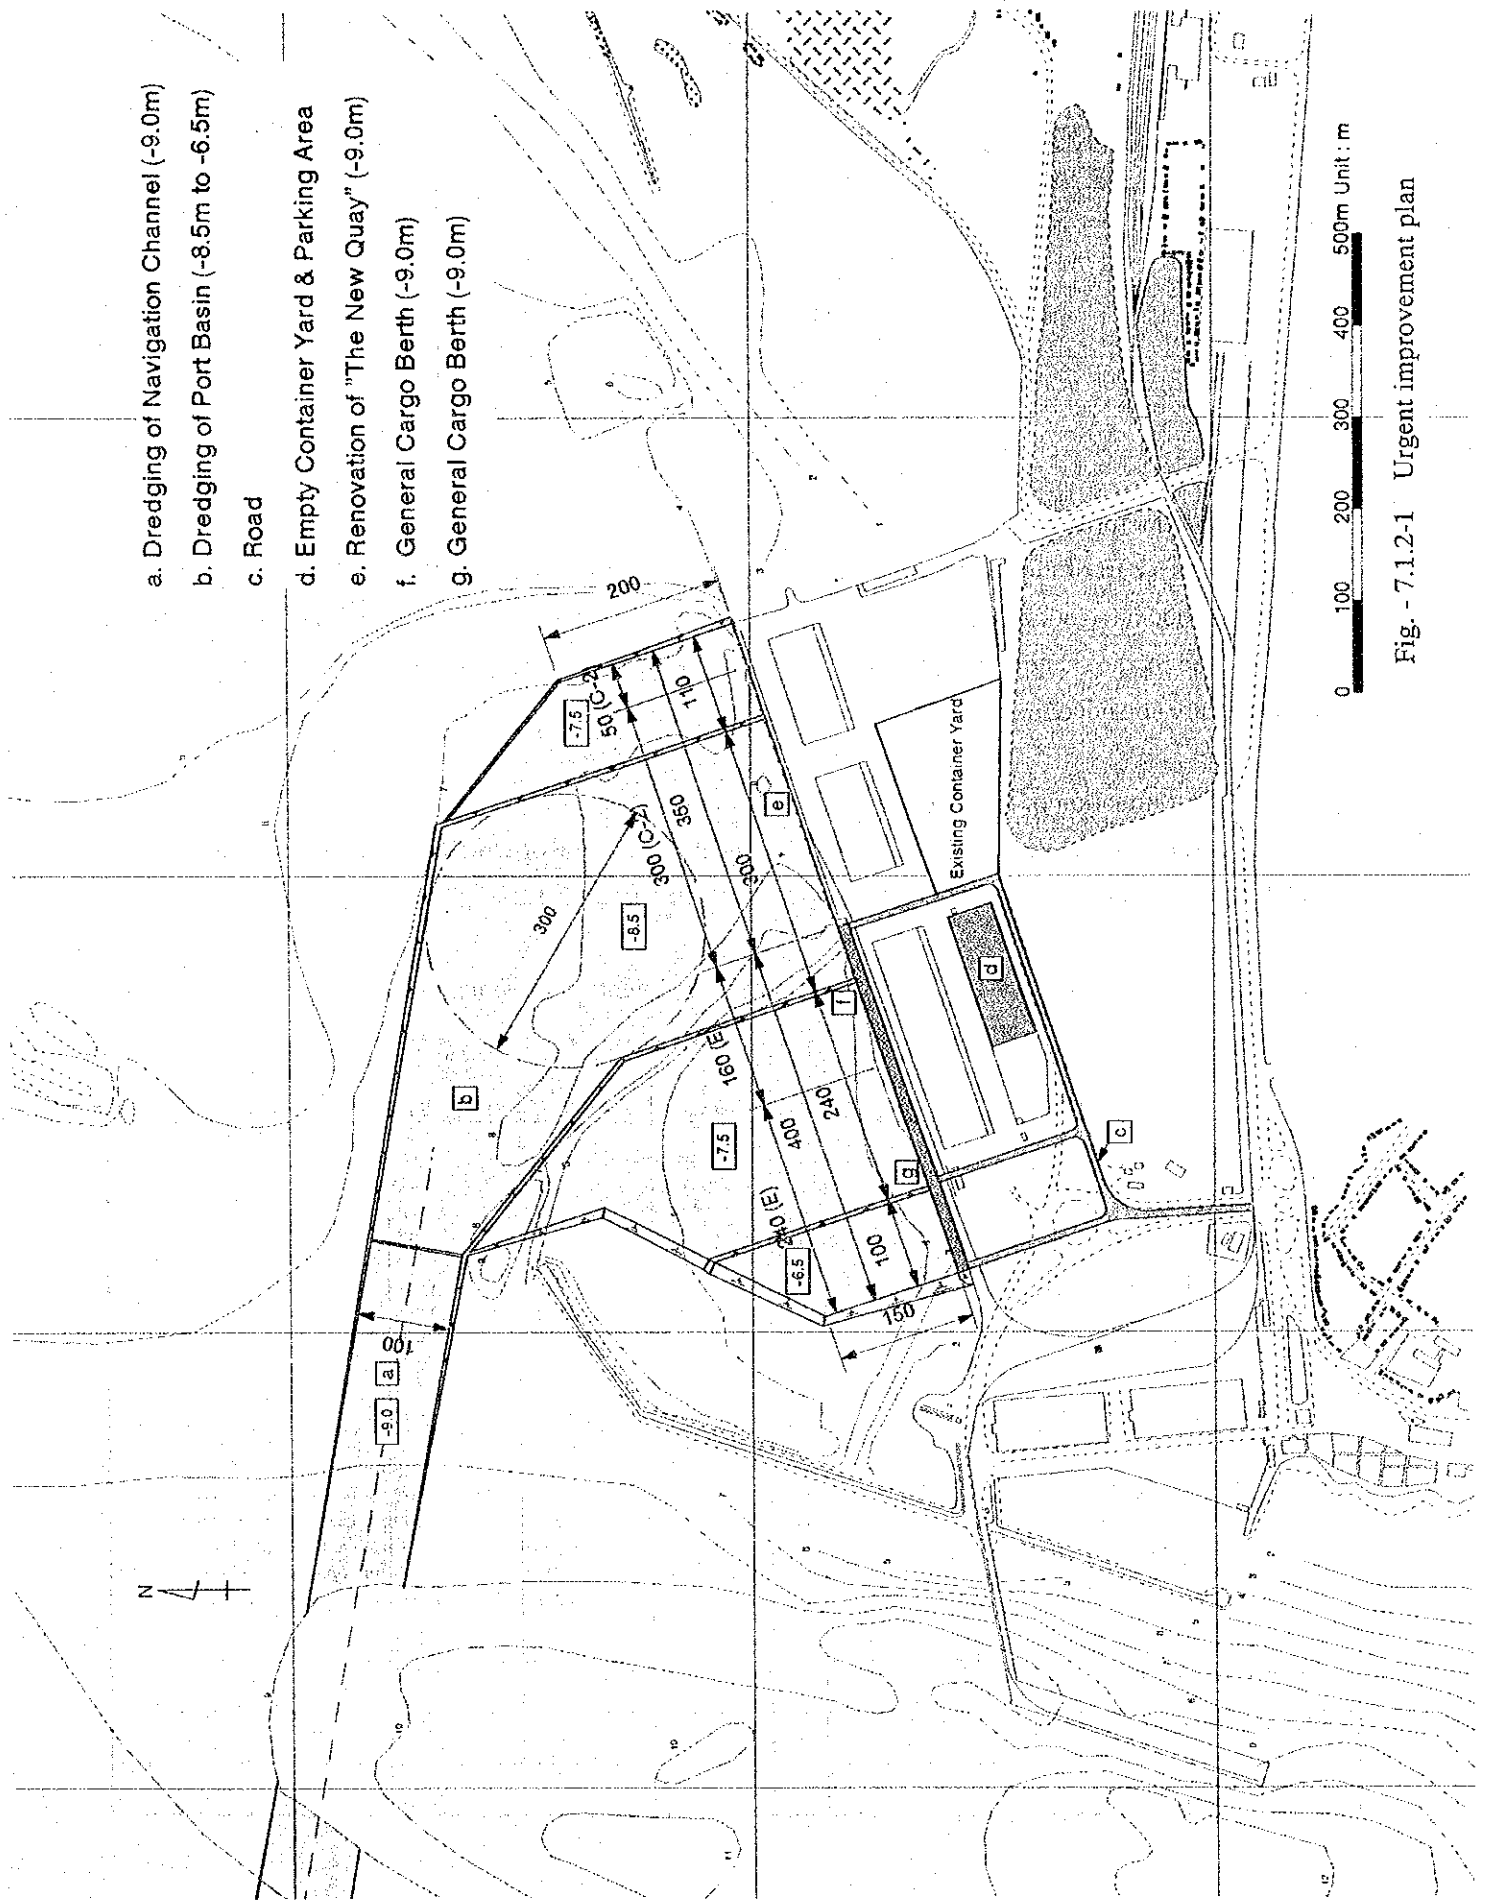 a. Dredging of Navigation Channel (-9.0m)
b. Dredging of Port Basin (-8.5m to -6.5m)
c. Road
d. Empty Container Yard & Parking Area
e. Renovation of "The New Quay" (-9.0m)
f. General Cargo Berth (-9.0m)
g. General Cargo Berth (-9.0m)
N
-9.0
a
100
b
300
-8.5
-7.5
50 (C-2)
200
110
300 (C-2)
350
300
e
160 (E)
-7.5
400
240
f
240 (E)
-6.5
100
150
g
Existing Container Yard
d
c
0 100 200 300 400 500m Unit : m
Fig. - 7.1.2-1 Urgent improvement plan